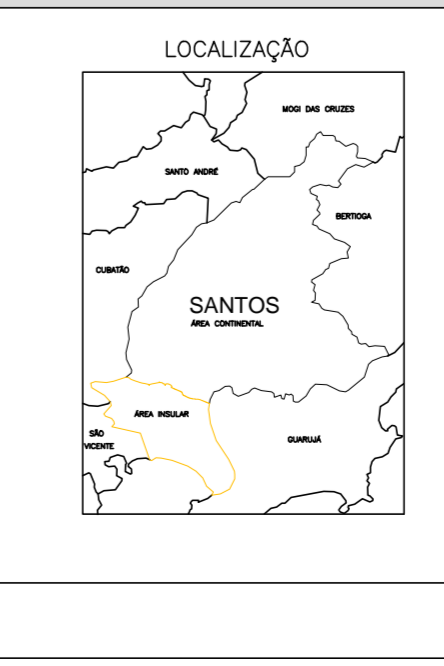 LOCALIZAÇÃO
MOGI DAS CRUZES
SANTO ANDRÉ
BERTIOGA
CUBATÃO
SANTOS
ÁREA CONTINENTAL
ÁREA INSULAR
SÃO
VICENTE
GUARUJÁ